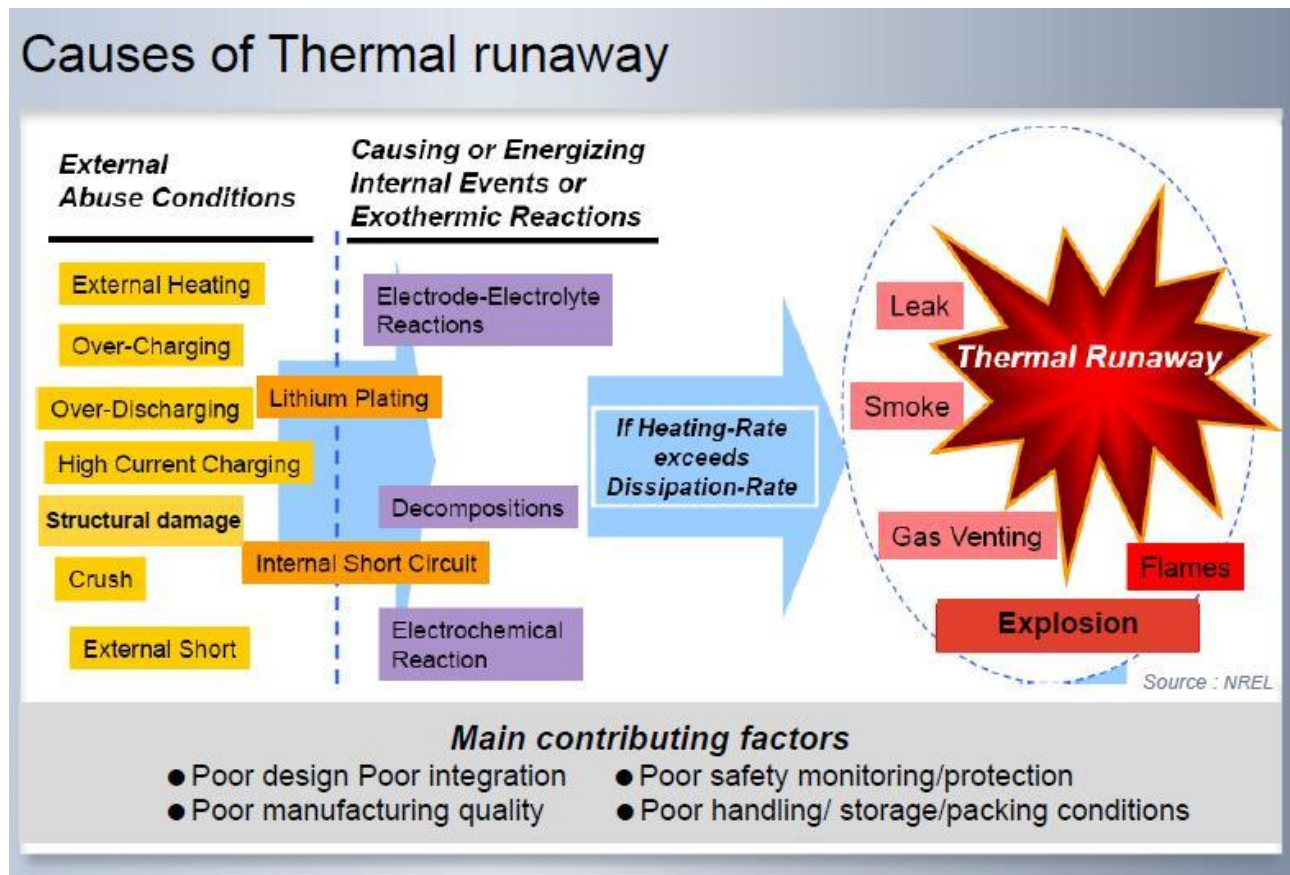 Causes of Thermal runaway
External
Abuse Conditions
Causing or Energizing
Internal Events or
Exothermic Reactions
External Heating
Over-Charging
Over-Discharging
High Current Charging
Structural damage
Crush
External Short
Lithium Plating
Internal Short Circuit
Electrode-Electrolyte
Reactions
Decompositions
Electrochemical
Reaction
If Heating-Rate
exceeds
Dissipation-Rate
Leak
Smoke
Gas Venting
Thermal Runaway
Flames
Explosion
Source : NREL
Main contributing factors
● Poor design Poor integration
● Poor manufacturing quality
● Poor safety monitoring/protection
● Poor handling/ storage/packing conditions